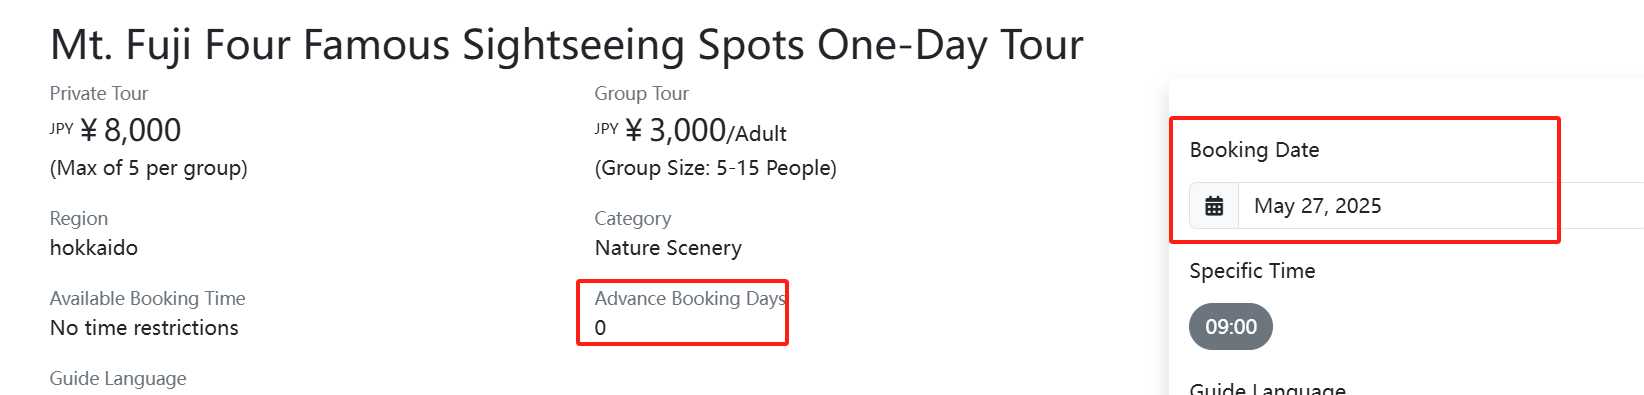 Mt. Fuji Four Famous Sightseeing Spots One-Day Tour
Private Tour
JPY ¥ 8,000
(Max of 5 per group)
Group Tour
JPY ¥ 3,000/Adult
(Group Size: 5-15 People)
Region
hokkaido
Category
Nature Scenery
Available Booking Time
No time restrictions
Advance Booking Days
0
Guide Language
Booking Date
May 27, 2025
Specific Time
09:00
Guide Language